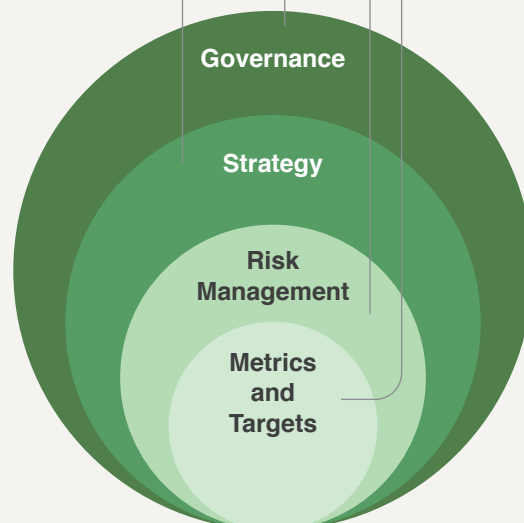 Governance
Strategy
Risk
Management
Metrics
and
Targets